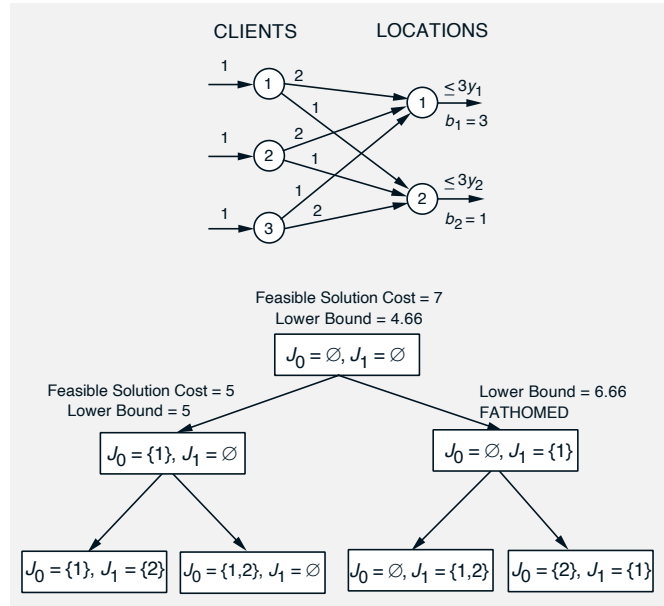 CLIENTS LOCATIONS
1 1 2 1 ≤ 3y₁
1 b₁ = 3
1 2 2
1 2 ≤ 3y₂
1 3 1 2 b₂ = 1
Feasible Solution Cost = 7
Lower Bound = 4.66
J₀ = ∅, J₁ = ∅
Feasible Solution Cost = 5
Lower Bound = 5
Lower Bound = 6.66
FATHOMED
J₀ = {1}, J₁ = ∅
J₀ = ∅, J₁ = {1}
J₀ = {1}, J₁ = {2}
J₀ = {1,2}, J₁ = ∅
J₀ = ∅, J₁ = {1,2}
J₀ = {2}, J₁ = {1}